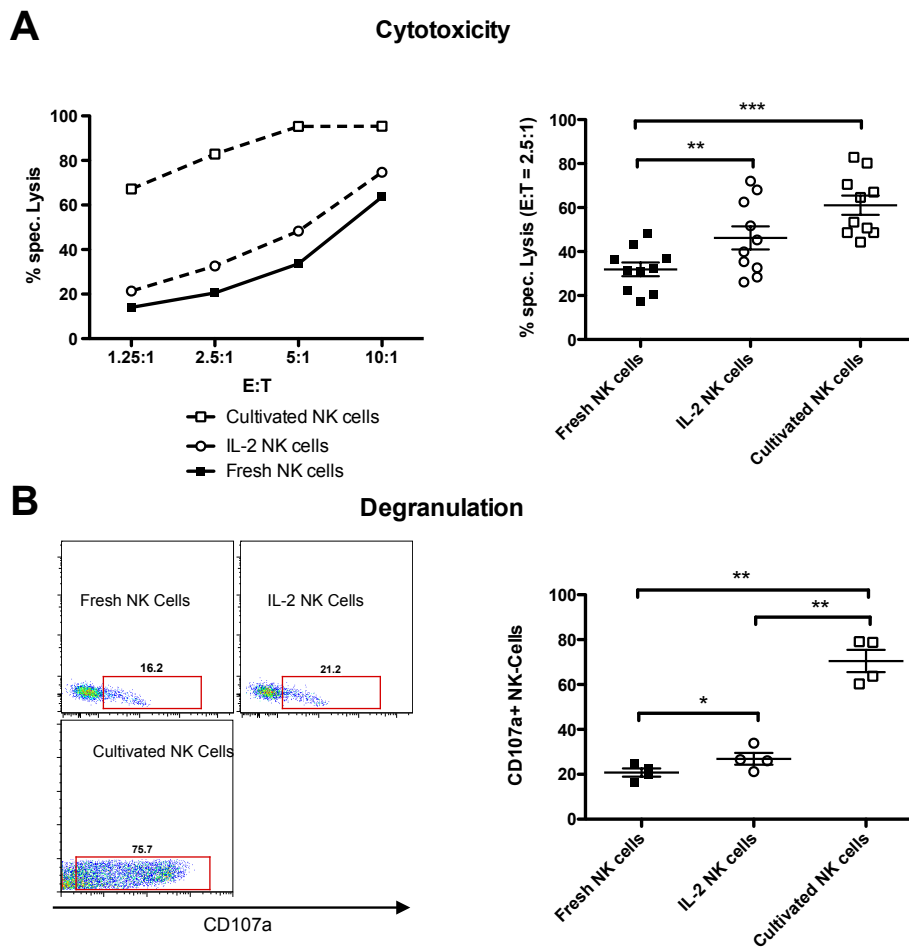 A
Cytotoxicity
% spec. Lysis
100
80
60
40
20
0
1.25:1
2.5:1
5:1
10:1
E:T
Cultivated NK cells
IL-2 NK cells
Fresh NK cells
% spec. Lysis (E:T = 2.5:1)
100
80
60
40
20
0
***
**
Fresh NK cells
IL-2 NK cells
Cultivated NK cells
B
Degranulation
Fresh NK Cells
16.2
IL-2 NK Cells
21.2
Cultivated NK Cells
75.7
CD107a
CD107a+ NK-Cells
100
80
60
40
20
0
**
**
*
Fresh NK cells
IL-2 NK cells
Cultivated NK cells